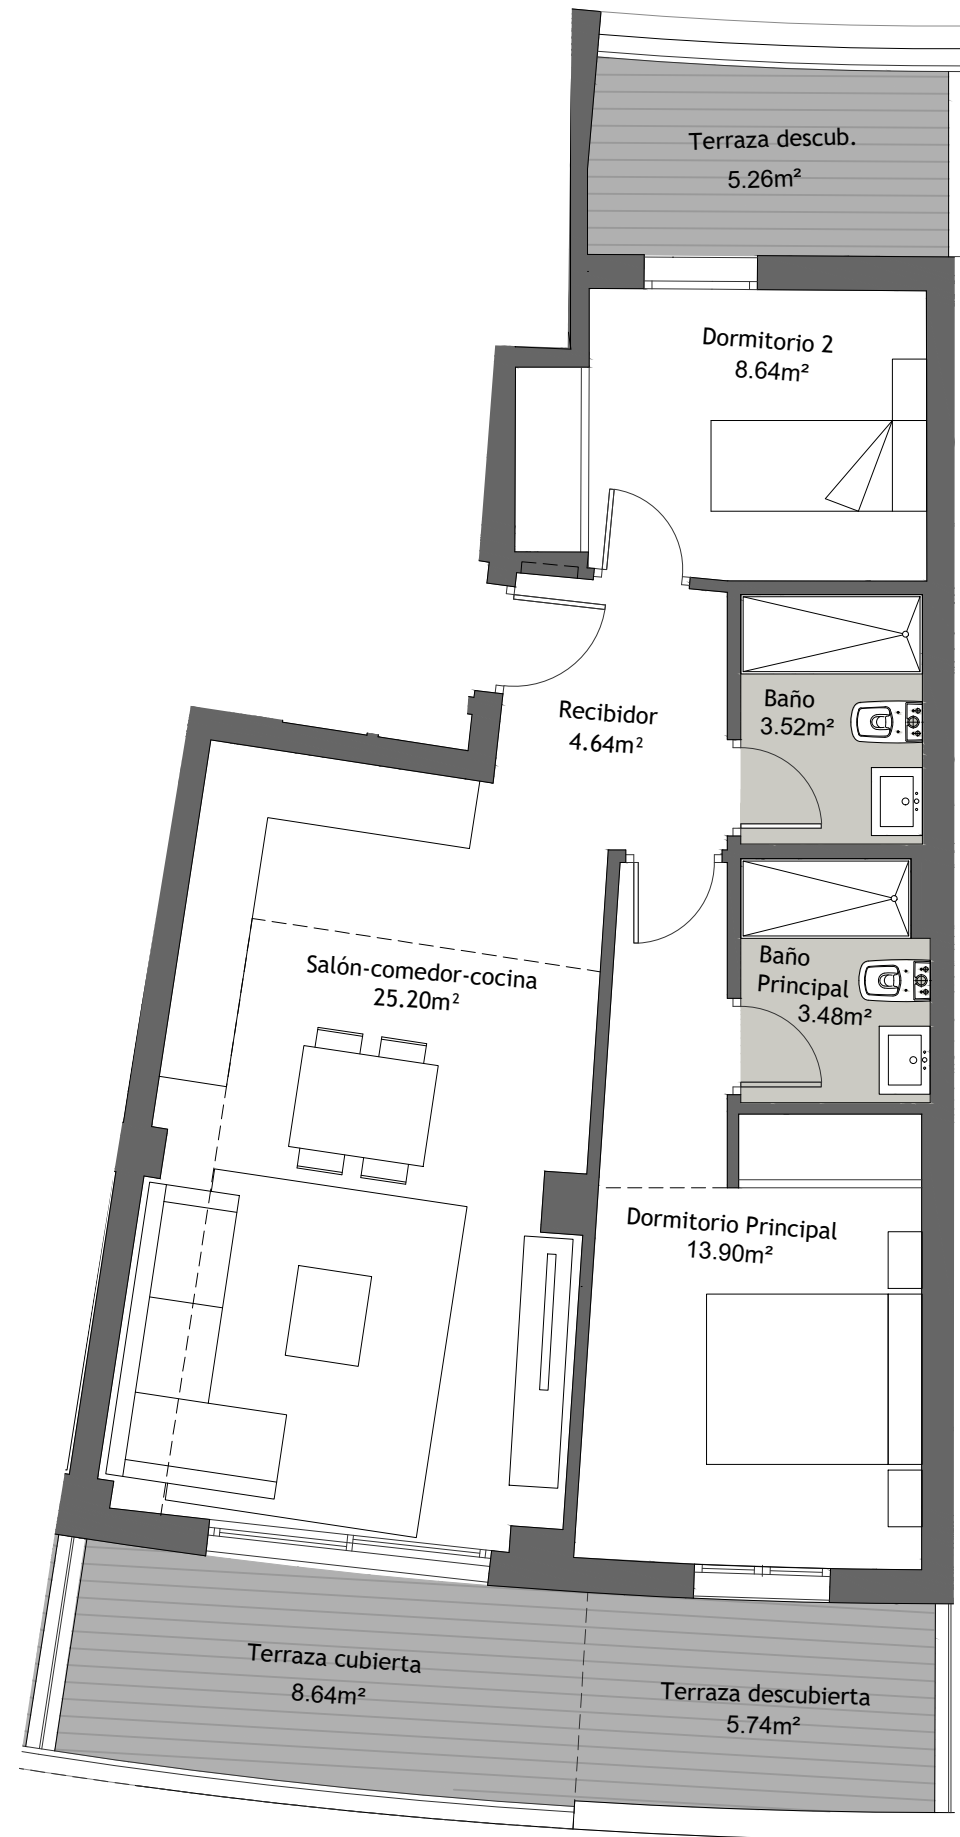 Terraza descub.
5.26m²
Dormitorio 2
8.64m²
Baño
3.52m²
Recibidor
4.64m²
Baño
Principal
3.48m²
Salón-comedor-cocina
25.20m²
Dormitorio Principal
13.90m²
Terraza cubierta
8.64m²
Terraza descubierta
5.74m²